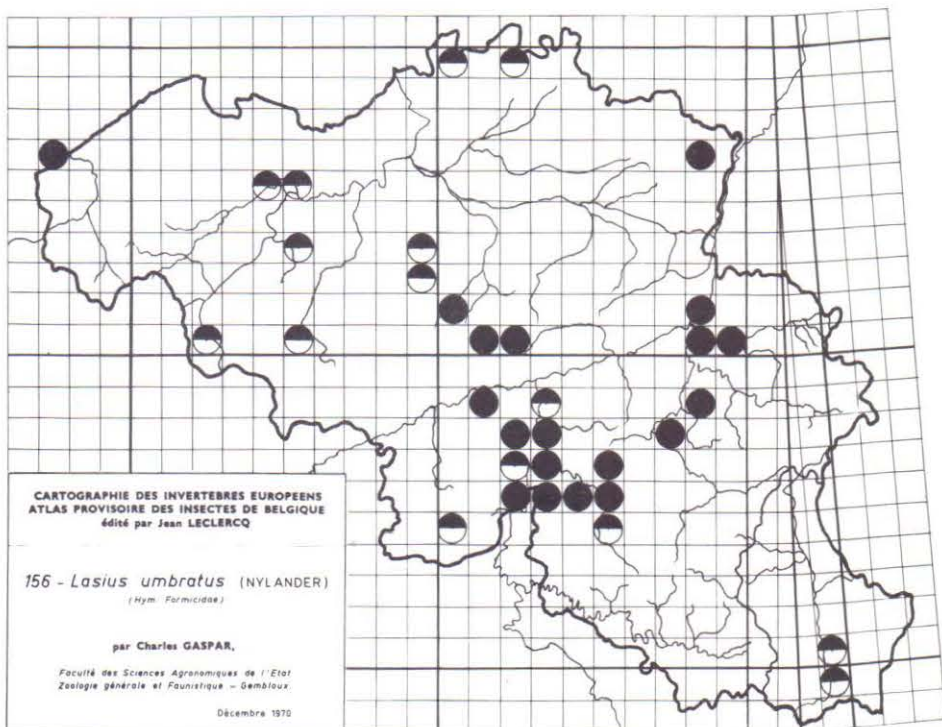 CARTOGRAPHIE DES INVERTEBRES EUROPEENS
ATLAS PROVISOIRE DES INSECTES DE BELGIQUE
édité par Jean LECLERCQ
156 - Lasius umbratus (NYLANDER)
(Hym. Formicidae)
par Charles GASPAR,
Faculté des Sciences Agronomiques de l'Etat
Zoologie générale et Faunistique - Gembloux.
Décembre 1970